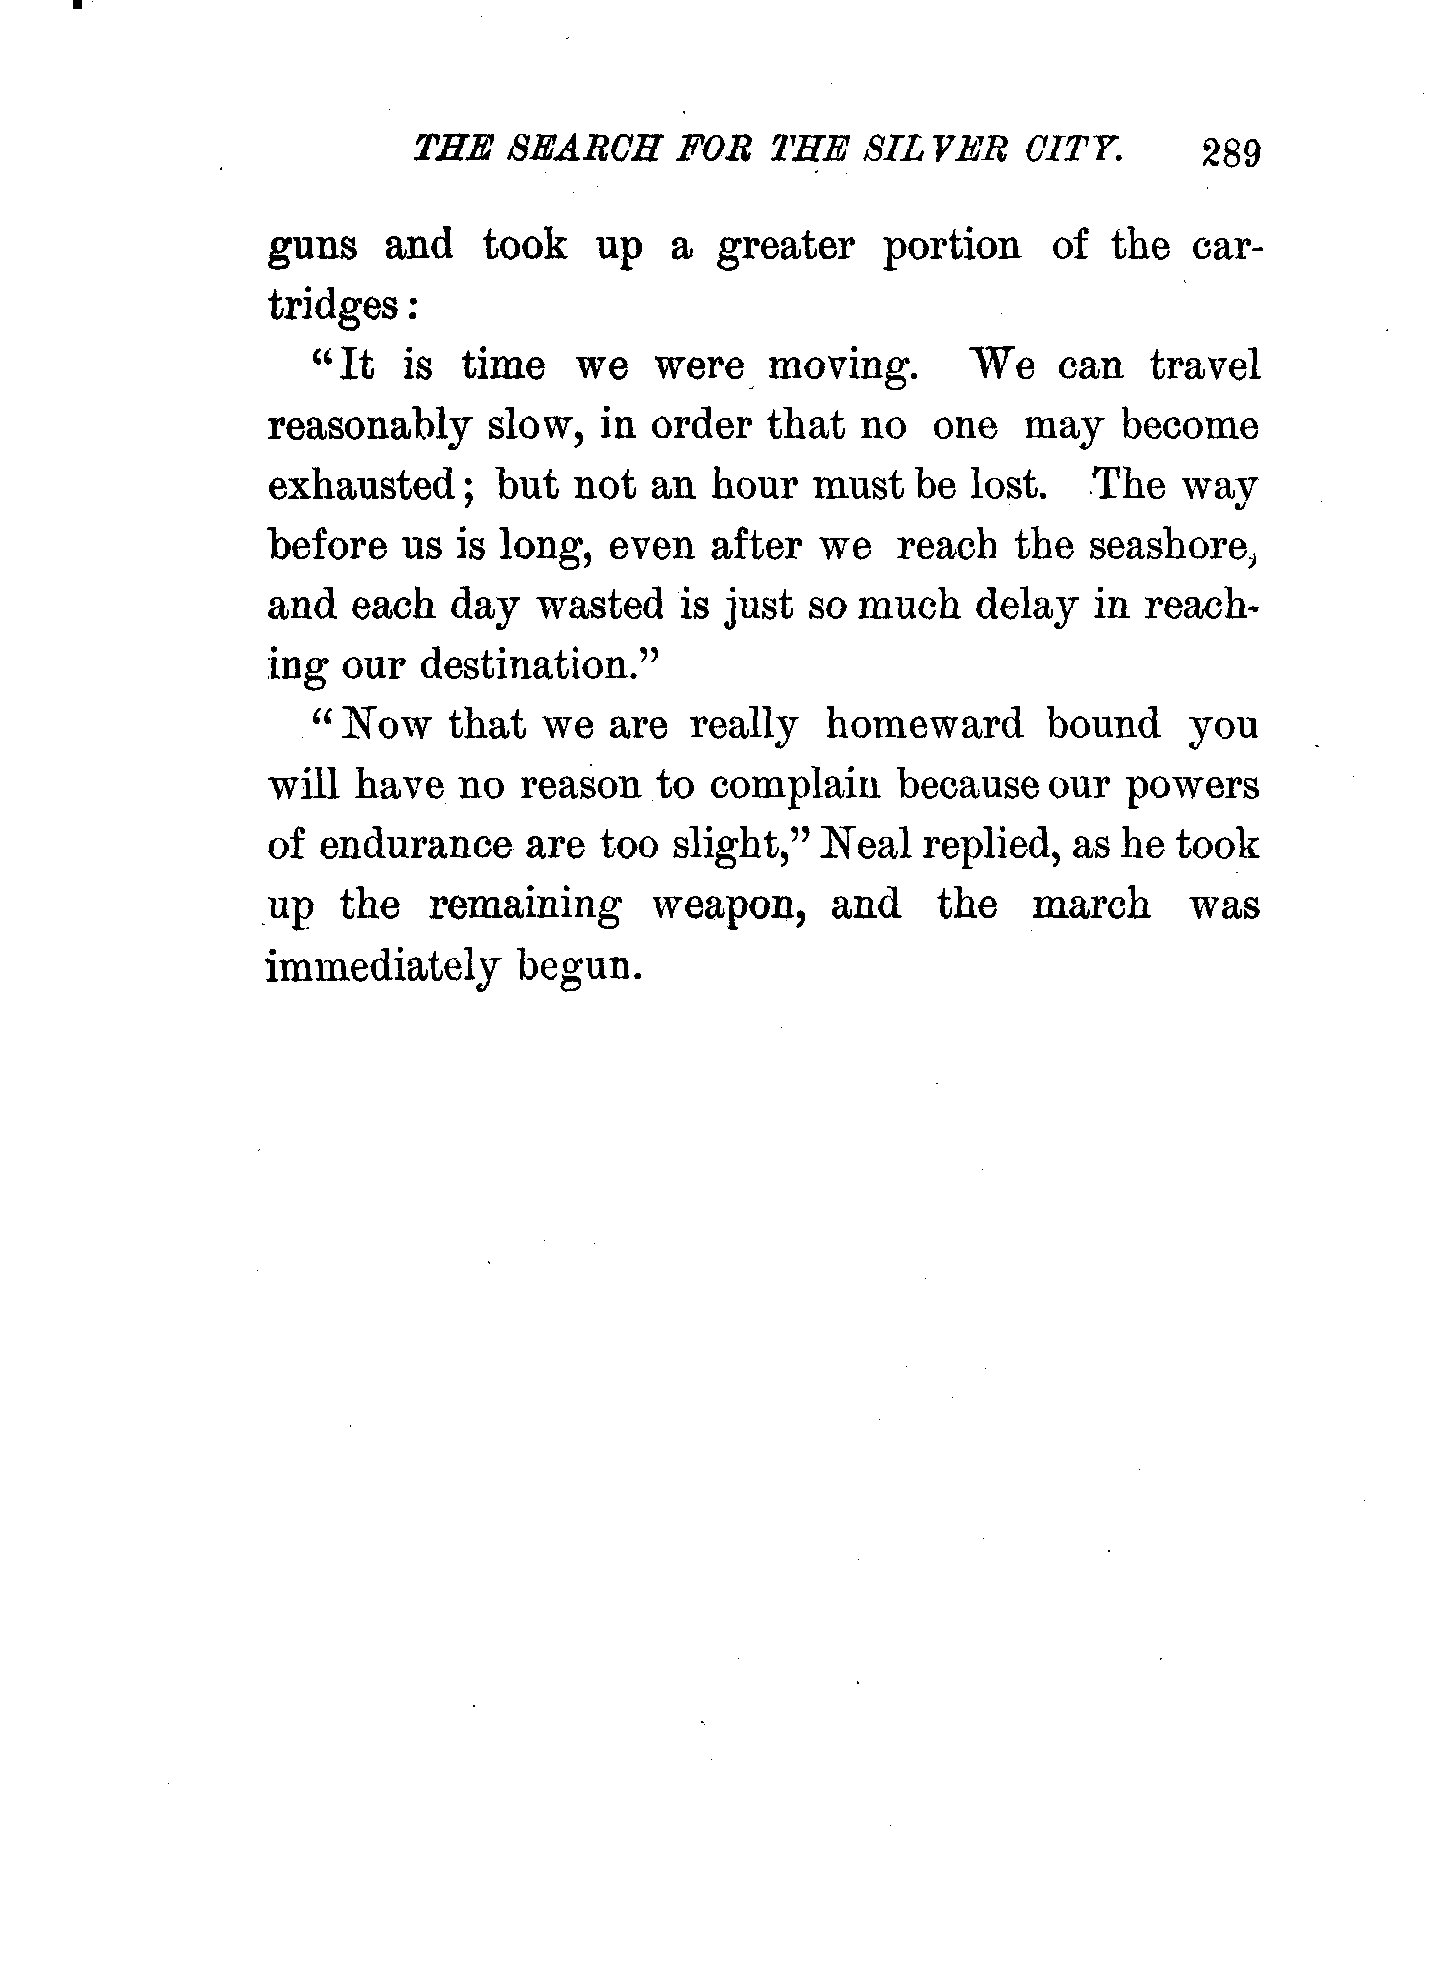 THE SEARCH FOR THE SILVER CITY. 289
guns and took up a greater portion of the car-
tridges:
"It is time we were moving. We can travel
reasonably slow, in order that no one may become
exhausted; but not an hour must be lost. The way
before us is long, even after we reach the seashore,
and each day wasted is just so much delay in reach-
ing our destination."
"Now that we are really homeward bound you
will have no reason to complain because our powers
of endurance are too slight," Neal replied, as he took
up the remaining weapon, and the march was
immediately begun.